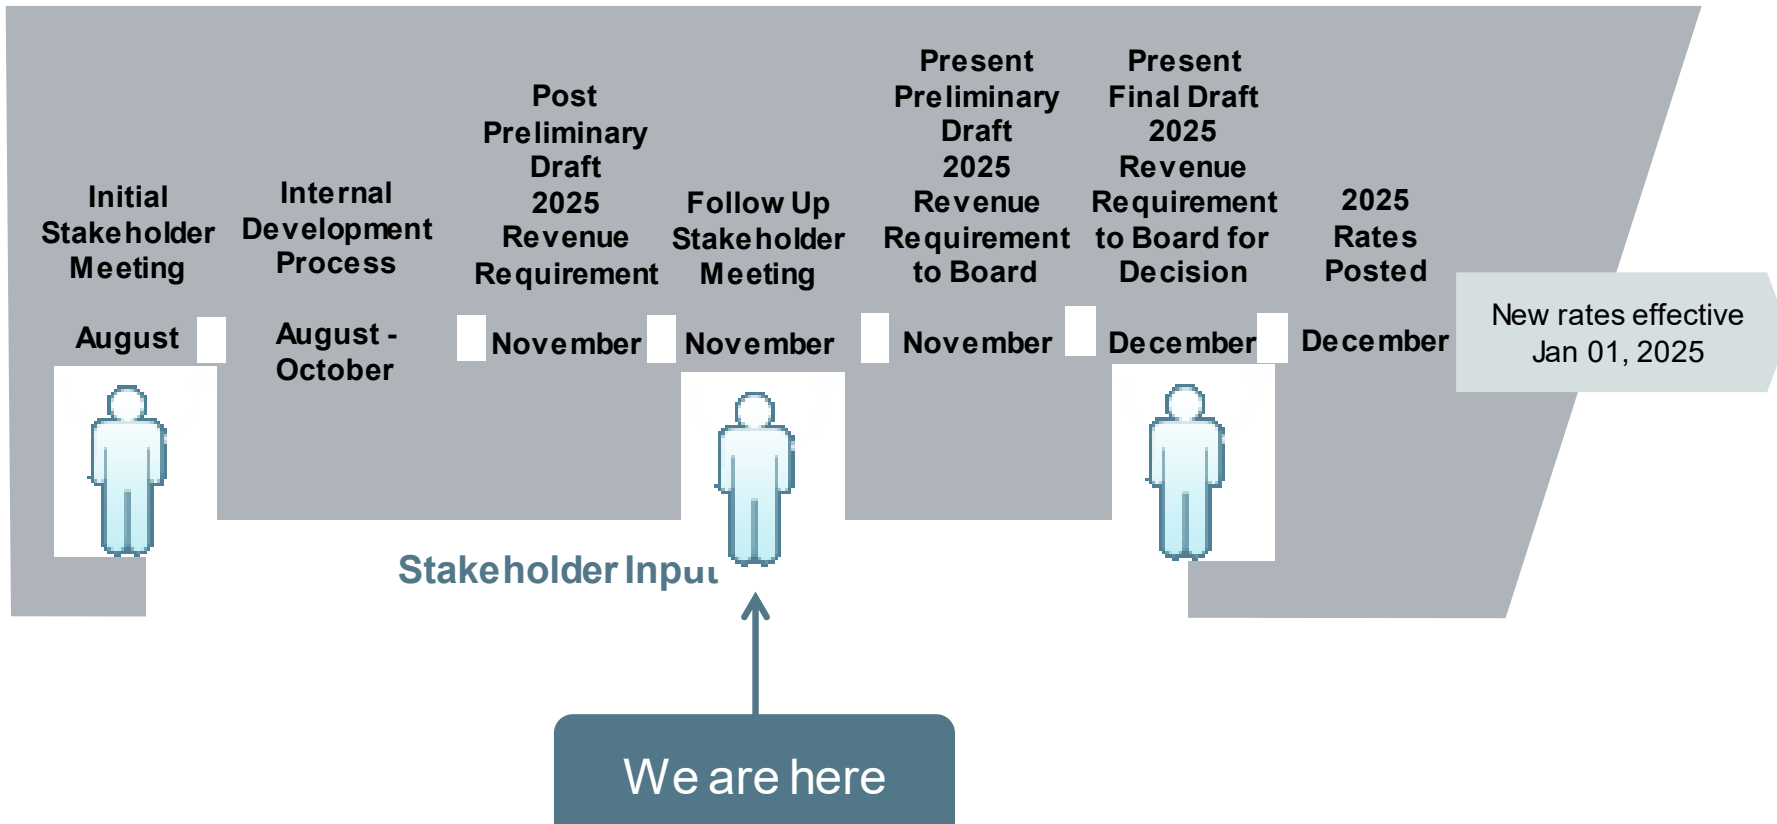 Initial
Stakeholder
Meeting
August
Internal
Development
Process
August -
October
Post
Preliminary
Draft
2025
Revenue
Requirement
November
Follow Up
Stakeholder
Meeting
November
Present
Preliminary
Draft
2025
Revenue
Requirement
to Board
November
Present
Final Draft
2025
Revenue
Requirement
to Board for
Decision
December
2025
Rates
Posted
December
New rates effective
Jan 01, 2025
Stakeholder Input
We are here